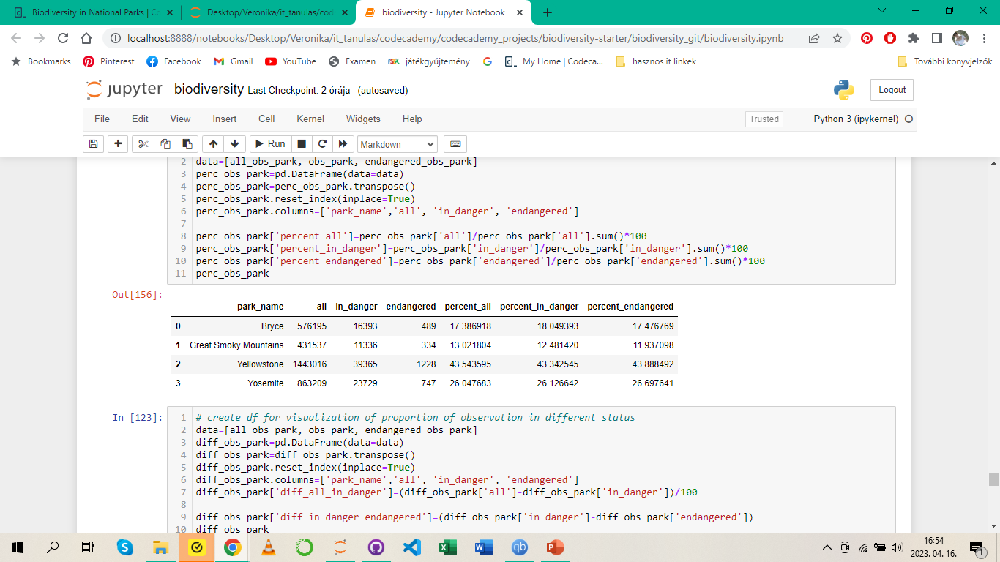 Biodiversity in National Parks | Co
Desktop/Veronika/it_tanulas/cod
biodiversity - Jupyter Notebook
localhost:8888/notebooks/Desktop/Veronika/it_tanulas/codecademy/codecademy_projects/biodiversity-starter/biodiversity_git/biodiversity.ipynb
Bookmarks Pinterest Facebook Gmail YouTube Examen játékgyűjtemény My Home | Codeca... hasznos it linkek További könyvjelzők
jupyter biodiversity Last Checkpoint: 2 órája (autosaved) Logout
File Edit View Insert Cell Kernel Widgets Help Trusted Python 3 (ipykernel)
Run Markdown
2 data=[all_obs_park, obs_park, endangered_obs_park]
3 perc_obs_park=pd.DataFrame(data=data)
4 perc_obs_park=perc_obs_park.transpose()
5 perc_obs_park.reset_index(inplace=True)
6 perc_obs_park.columns=['park_name','all', 'in_danger', 'endangered']
7
8 perc_obs_park['percent_all']=perc_obs_park['all']/perc_obs_park['all'].sum()*100
9 perc_obs_park['percent_in_danger']=perc_obs_park['in_danger']/perc_obs_park['in_danger'].sum()*100
10 perc_obs_park['percent_endangered']=perc_obs_park['endangered']/perc_obs_park['endangered'].sum()*100
11 perc_obs_park
Out[156]:
park_name all in_danger endangered percent_all percent_in_danger percent_endangered
0 Bryce 576195 16393 489 17.386918 18.049393 17.476769
1 Great Smoky Mountains 431537 11336 334 13.021804 12.481420 11.937098
2 Yellowstone 1443016 39365 1228 43.543595 43.342545 43.888492
3 Yosemite 863209 23729 747 26.047683 26.126642 26.697641
In [123]: 1 # create df for visualization of proportion of observation in different status
2 data=[all_obs_park, obs_park, endangered_obs_park]
3 diff_obs_park=pd.DataFrame(data=data)
4 diff_obs_park=diff_obs_park.transpose()
5 diff_obs_park.reset_index(inplace=True)
6 diff_obs_park.columns=['park_name','all', 'in_danger', 'endangered']
7 diff_obs_park['diff_all_in_danger']=(diff_obs_park['all']-diff_obs_park['in_danger'])/100
8
9 diff_obs_park['diff_in_danger_endangered']=(diff_obs_park['in_danger']-diff_obs_park['endangered'])
10 diff_obs_park
16:54
2023. 04. 16.
1